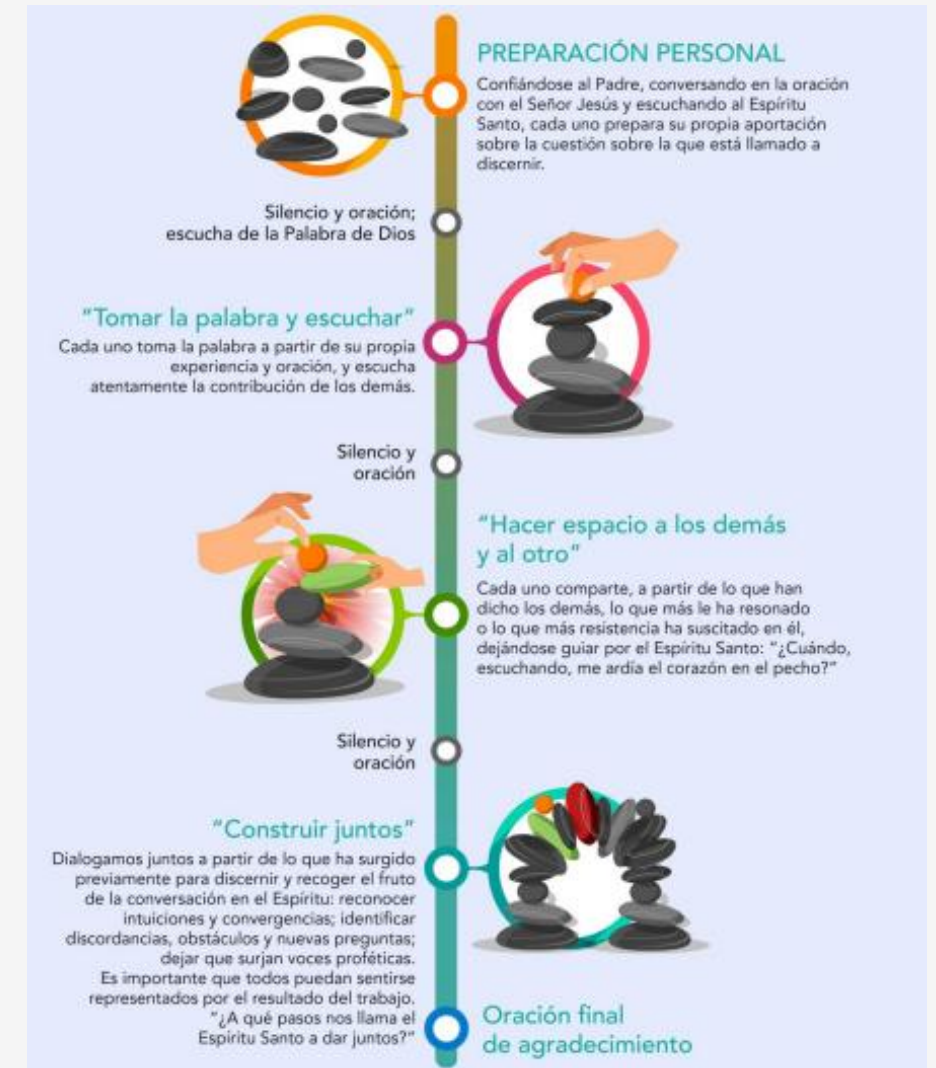 PREPARACIÓN PERSONAL
Confiándose al Padre, conversando en la oración
con el Señor Jesús y escuchando al Espíritu
Santo, cada uno prepara su propia aportación
sobre la cuestión sobre la que está llamado a
discernir.
Silencio y oración;
escucha de la Palabra de Dios
"Tomar la palabra y escuchar"
Cada uno toma la palabra a partir de su propia
experiencia y oración, y escucha
atentamente la contribución de los demás.
Silencio y
oración
"Hacer espacio a los demás
y al otro"
Cada uno comparte, a partir de lo que han
dicho los demás, lo que más le ha resonado
o lo que más resistencia ha suscitado en él,
dejándose guiar por el Espíritu Santo: "¿Cuándo,
escuchando, me ardía el corazón en el pecho?"
Silencio y
oración
"Construir juntos"
Dialogamos juntos a partir de lo que ha surgido
previamente para discernir y recoger el fruto
de la conversación en el Espíritu: reconocer
intuiciones y convergencias; identificar
discordancias, obstáculos y nuevas preguntas;
dejar que surjan voces proféticas.
Es importante que todos puedan sentirse
representados por el resultado del trabajo.
"¿A qué pasos nos llama el
Espíritu Santo a dar juntos?"
Oración final
de agradecimiento